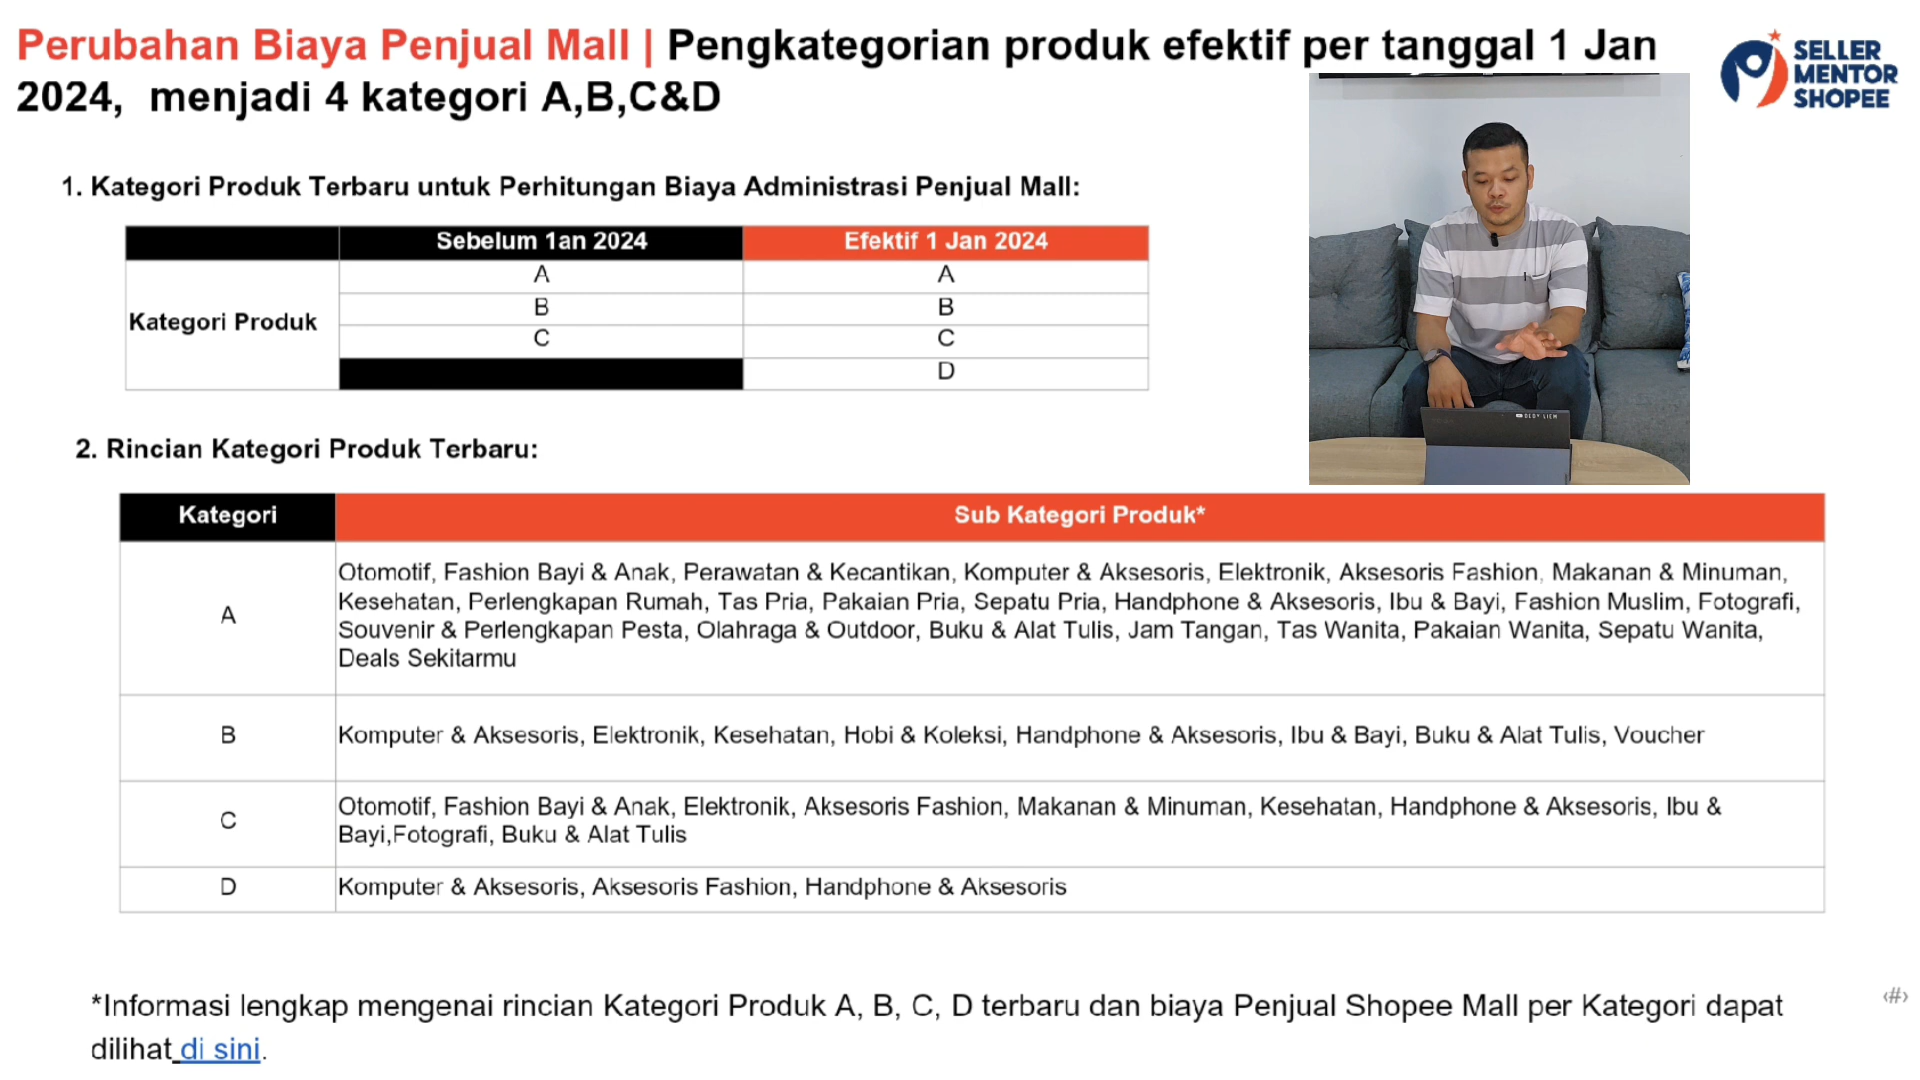 Perubahan Biaya Penjual Mall | Pengkategorian produk efektif per tanggal 1 Jan
2024, menjadi 4 kategori A,B,C&D
SELLER
MENTOR
SHOPEE
1. Kategori Produk Terbaru untuk Perhitungan Biaya Administrasi Penjual Mall:
Sebelum 1an 2024 Efektif 1 Jan 2024
Kategori Produk
A A
B B
C C
D
DEDY LIEM
2. Rincian Kategori Produk Terbaru:
Kategori Sub Kategori Produk*
A
Otomotif, Fashion Bayi & Anak, Perawatan & Kecantikan, Komputer & Aksesoris, Elektronik, Aksesoris Fashion, Makanan & Minuman,
Kesehatan, Perlengkapan Rumah, Tas Pria, Pakaian Pria, Sepatu Pria, Handphone & Aksesoris, Ibu & Bayi, Fashion Muslim, Fotografi,
Souvenir & Perlengkapan Pesta, Olahraga & Outdoor, Buku & Alat Tulis, Jam Tangan, Tas Wanita, Pakaian Wanita, Sepatu Wanita,
Deals Sekitarmu
B Komputer & Aksesoris, Elektronik, Kesehatan, Hobi & Koleksi, Handphone & Aksesoris, Ibu & Bayi, Buku & Alat Tulis, Voucher
C
Otomotif, Fashion Bayi & Anak, Elektronik, Aksesoris Fashion, Makanan & Minuman, Kesehatan, Handphone & Aksesoris, Ibu &
Bayi,Fotografi, Buku & Alat Tulis
D Komputer & Aksesoris, Aksesoris Fashion, Handphone & Aksesoris
*Informasi lengkap mengenai rincian Kategori Produk A, B, C, D terbaru dan biaya Penjual Shopee Mall per Kategori dapat
dilihat di sini.
‹#›